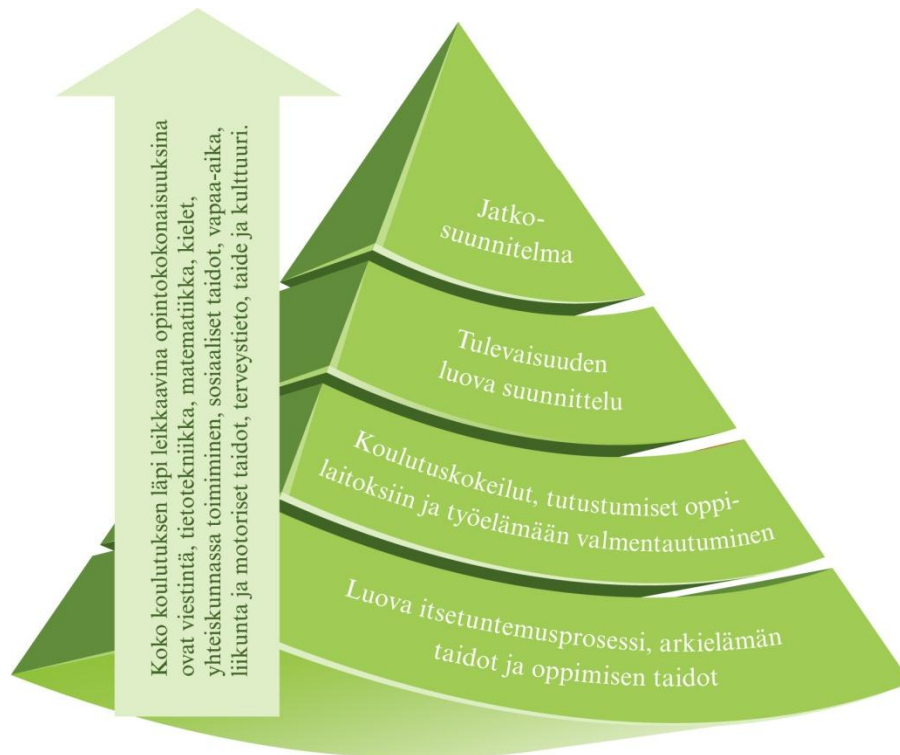 Koko koulutuksen läpi leikkaavina opintokokonaisuuksina
ovat viestintä, tietotekniikka, matematiikka, kielet,
yhteiskunnassa toimiminen, sosiaaliset taidot, vapaa-aika,
liikunta ja motoriset taidot, terveystieto, taide ja kulttuuri.
Jatko-
suunnitelma
Tulevaisuuden
luova suunnittelu
Koulutuskokeilut, tutustumiset oppi-
laitoksiin ja työelämään valmentautuminen
Luova itsetuntemusprosessi, arkielämän
taidot ja oppimisen taidot